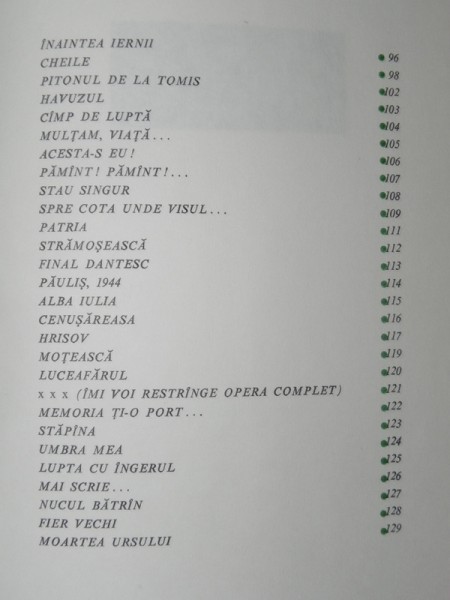 ÎNAINTEA IERNII 96
CHEILE 98
PITONUL DE LA TOMIS 102
HAVUZUL 103
CÎMP DE LUPTĂ 104
MULȚAM, VIAȚĂ... 105
ACESTA-S EU! 106
PĂMÎNT! PĂMÎNT!... 107
STAU SINGUR 108
SPRE COTA UNDE VISUL... 109
PATRIA 111
STRĂMOȘEASCĂ 112
FINAL DANTESC 113
PĂULIȘ, 1944 114
ALBA IULIA 115
CENUȘĂREASA 116
HRISOV 117
MOȚEASCĂ 119
LUCEAFĂRUL 120
x x x (ÎMI VOI RESTRÎNGE OPERA COMPLET) 121
MEMORIA ȚI-O PORT... 122
STĂPÎNA 123
UMBRA MEA 124
LUPTA CU ÎNGERUL 125
MAI SCRIE... 126
NUCUL BĂTRÎN 127
FIER VECHI 128
MOARTEA URSULUI 129